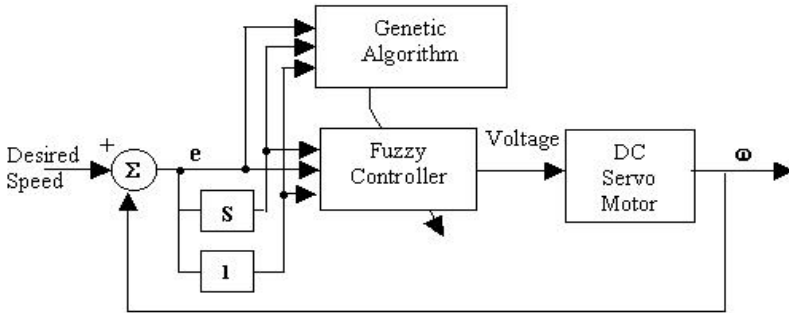 Genetic
Algorithm
Desired
Speed
+
Σ
e
Fuzzy
Controller
Voltage
DC
Servo
Motor
ω
S
1